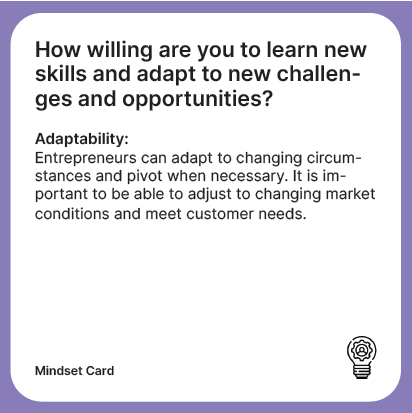 How willing are you to learn new
skills and adapt to new challen-
ges and opportunities?
Adaptability:
Entrepreneurs can adapt to changing circum-
stances and pivot when necessary. It is im-
portant to be able to adjust to changing market
conditions and meet customer needs.
Mindset Card